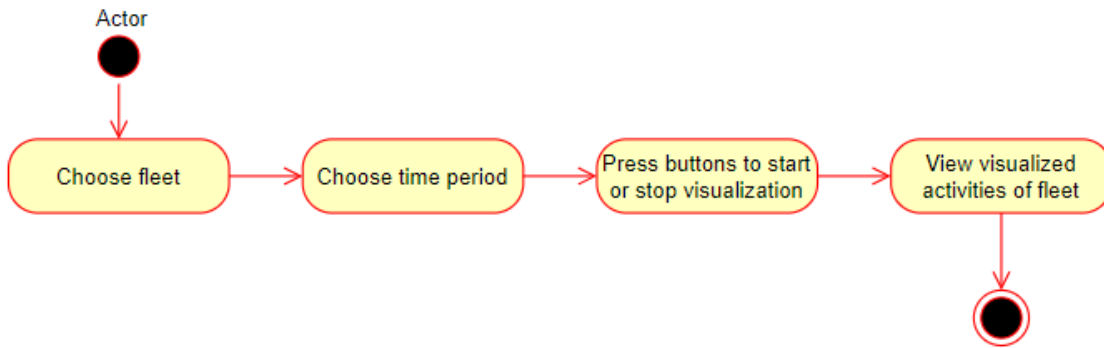 Actor
Choose fleet
Choose time period
Press buttons to start
or stop visualization
View visualized
activities of fleet